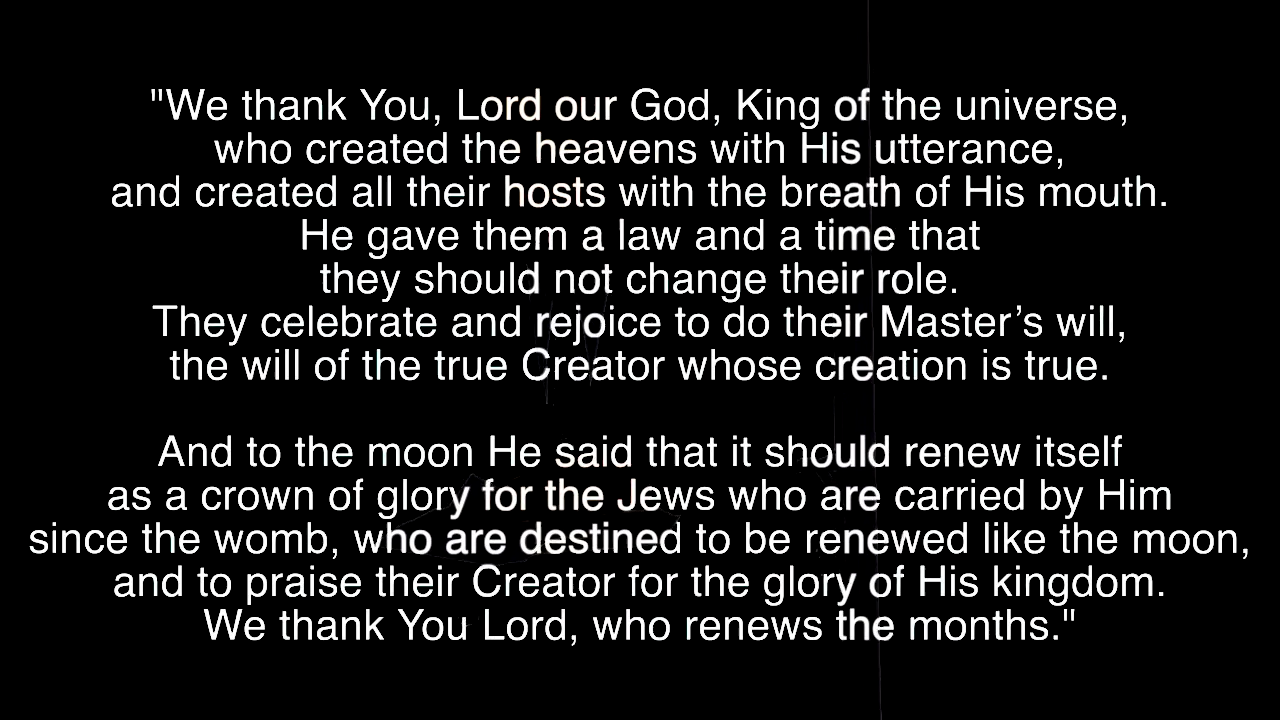 "We thank You, Lord our God, King of the universe,
who created the heavens with His utterance,
and created all their hosts with the breath of His mouth.
He gave them a law and a time that
they should not change their role.
They celebrate and rejoice to do their Master’s will,
the will of the true Creator whose creation is true.
And to the moon He said that it should renew itself
as a crown of glory for the Jews who are carried by Him
since the womb, who are destined to be renewed like the moon,
and to praise their Creator for the glory of His kingdom.
We thank You Lord, who renews the months."